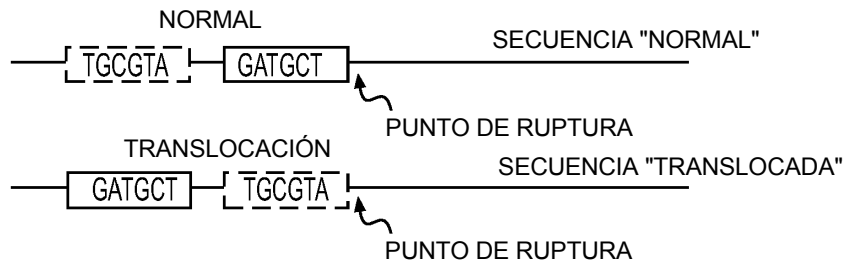 NORMAL
SECUENCIA "NORMAL"
TGCGTA GATGCT
PUNTO DE RUPTURA
TRANSLOCACIÓN
SECUENCIA "TRANSLOCADA"
GATGCT TGCGTA
PUNTO DE RUPTURA